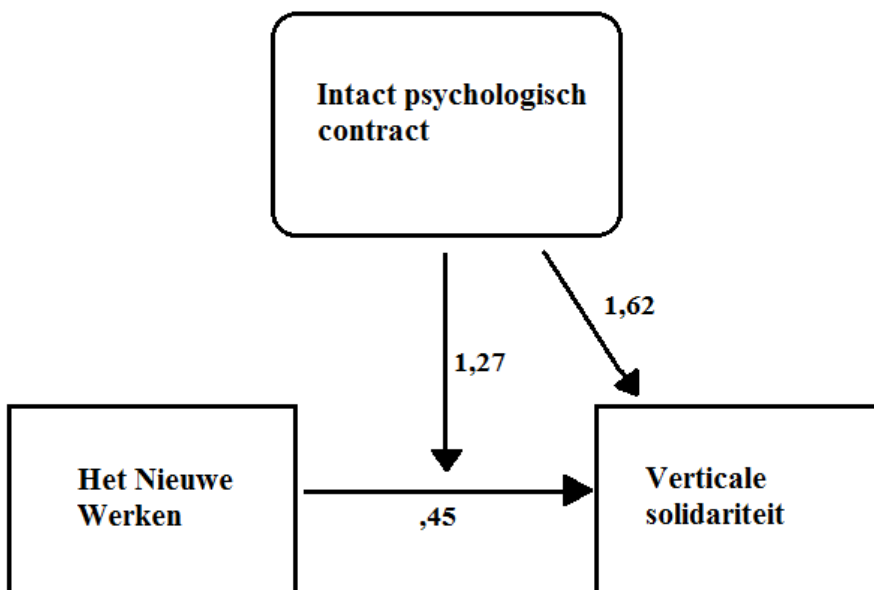 Intact psychologisch
contract
1,62
1,27
Het Nieuwe
Werken
,45
Verticale
solidariteit